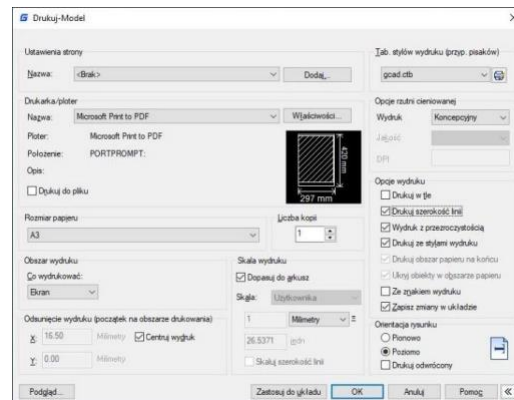 Drukuj-Model
Ustawienia strony
Nazwa: <Brak> Dodaj...
Drukarka/ploter
Nazwa: Microsoft Print to PDF Właściwości...
Ploter: Microsoft Print to PDF
Położenie: PORTPROMPT:
Opis:
Drukuj do pliku
420 mm
297 mm
Rozmiar papieru
A3
Liczba kopii
1
Obszar wydruku
Co wydrukować:
Ekran
Skala wydruku
Dopasuj do arkusz
Skala: Użytkownika
1 Milimetry =
26.5371 jedn
Skaluj szerokość linii
Odsunięcie wydruku (początek na obszarze drukowania)
X: 16.50 Milimetry Centruj wydruk
Y: 0.00 Milimetry
Tab. stylów wydruku (przyp. pisaków)
gcad.ctb
Opcje rzutni cieniowanej
Wydruk Koncepcyjny
Jakość
DPI
Opcje wydruku
Drukuj w tle
Drukuj szerokość linii
Wydruk z przezroczystością
Drukuj ze stylami wydruku
Drukuj obszar papieru na końcu
Ukryj obiekty w obszarze papieru
Ze znakiem wydruku
Zapisz zmiany w układzie
Orientacja rysunku
Pionowo
Poziomo
Drukuj odwrócony
Podgląd... Zastosuj do układu OK Anuluj Pomoc